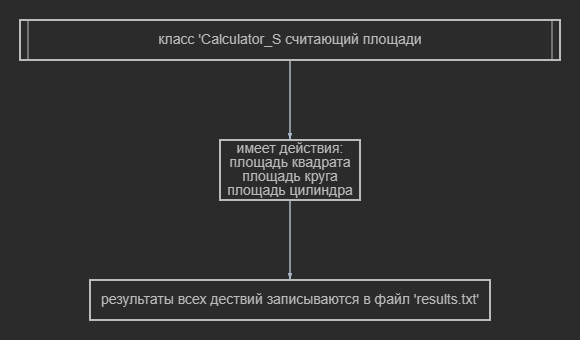 класс 'Calculator_S считающий площади
имеет действия:
площадь квадрата
площадь круга
площадь цилиндра
результаты всех дествий записываются в файл 'results.txt'